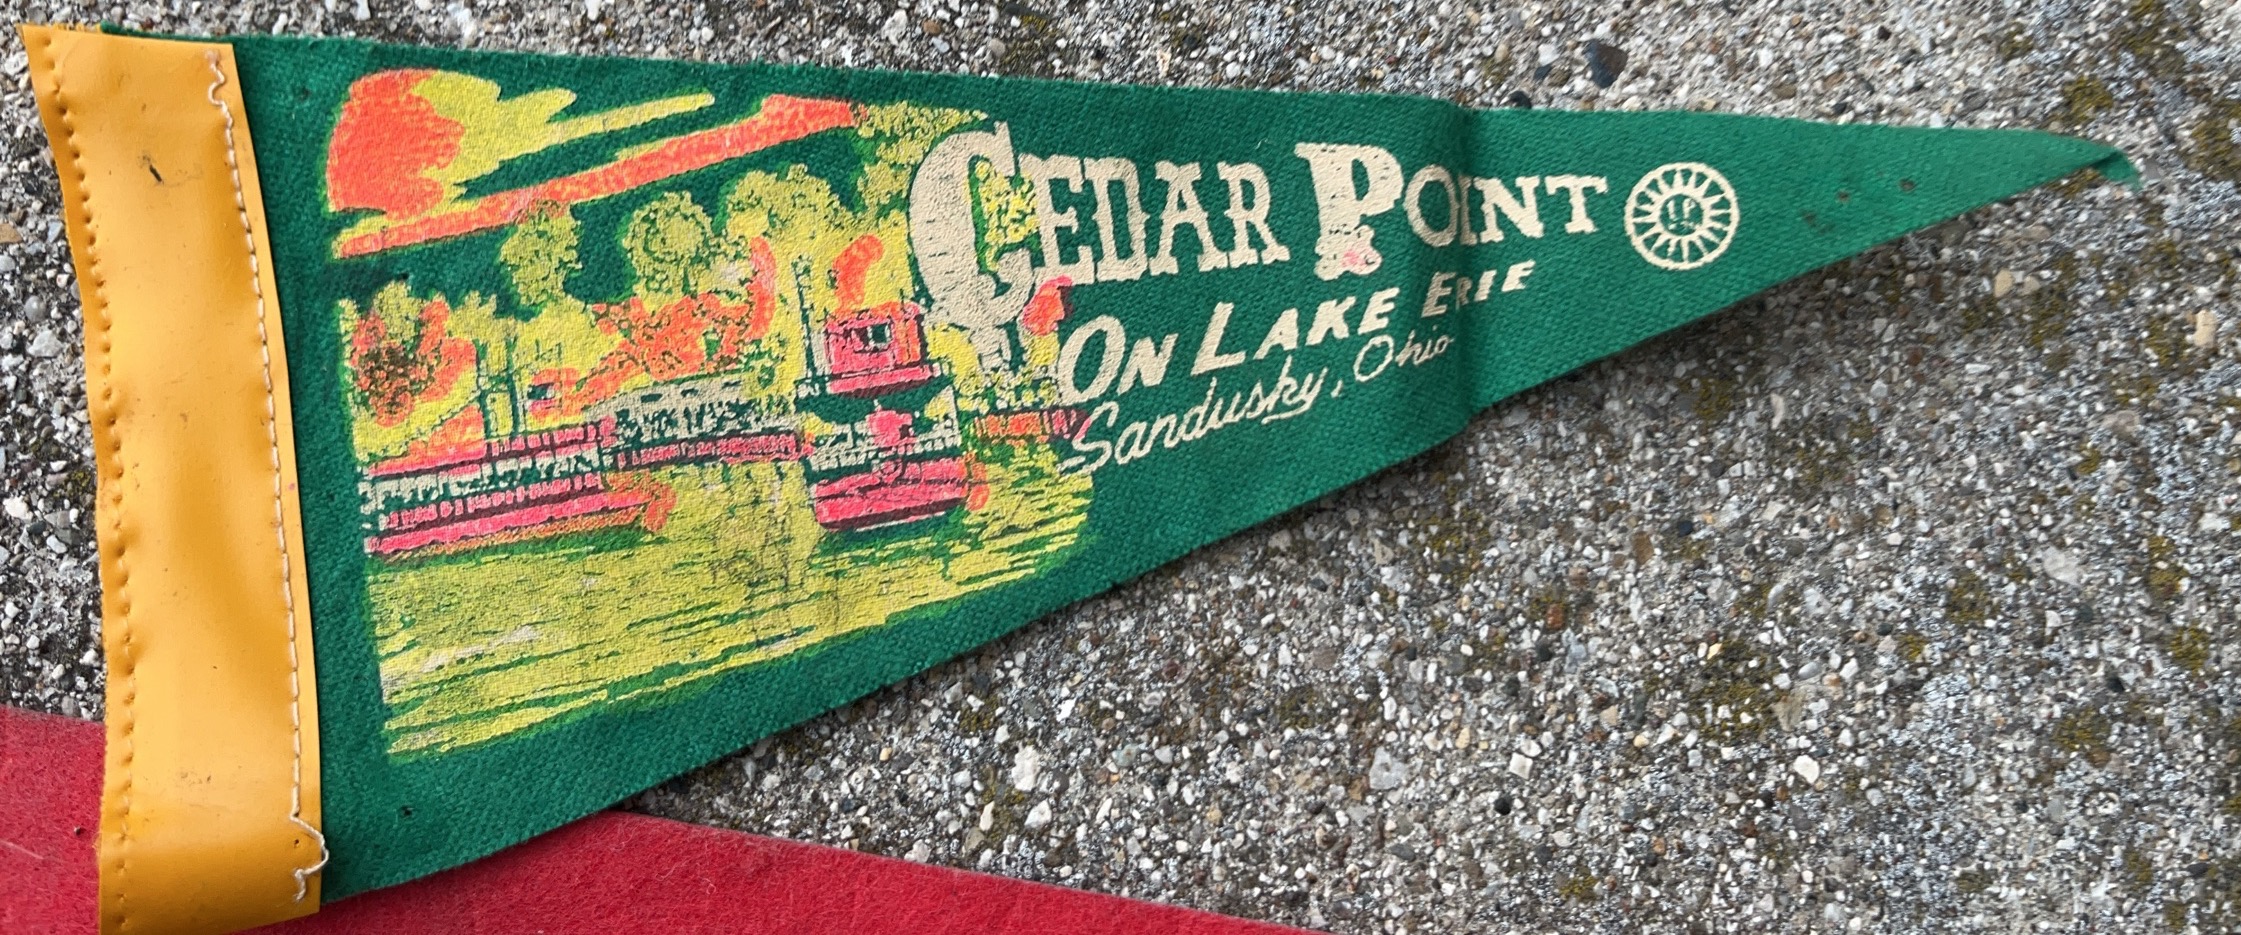 CEDAR POINT
ON LAKE ERIE
Sandusky, Ohio